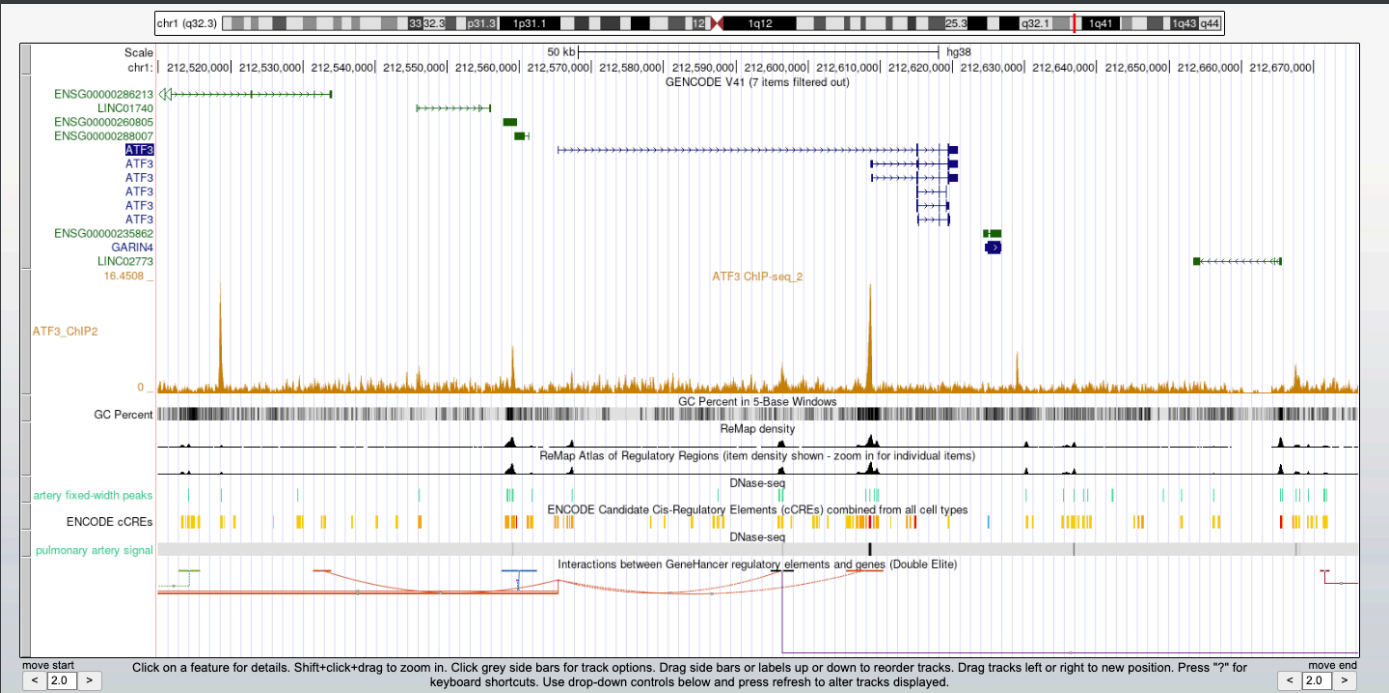 chr1 (q32.3) 33 32.3 p31.3 1p31.1 12 1q12 25.3 q32.1 1q41 1q43 q44
Scale 50 kb hg38
chr1: 212,520,000 212,530,000 212,540,000 212,550,000 212,560,000 212,570,000 212,580,000 212,590,000 212,600,000 212,610,000 212,620,000 212,630,000 212,640,000 212,650,000 212,660,000 212,670,000
GENCODE V41 (7 items filtered out)
ENSG00000286213
LINC01740
ENSG00000260805
ENSG00000288007
ATF3
ATF3
ATF3
ATF3
ATF3
ATF3
ENSG00000235862
GARIN4
LINC02773
16.4508 _ ATF3 ChIP-seq_2
ATF3_ChIP2
0 _
GC Percent in 5-Base Windows
GC Percent
ReMap density
ReMap Atlas of Regulatory Regions (item density shown - zoom in for individual items)
DNase-seq
artery fixed-width peaks
ENCODE Candidate Cis-Regulatory Elements (cCREs) combined from all cell types
ENCODE cCREs
DNase-seq
pulmonary artery signal
Interactions between GeneHancer regulatory elements and genes (Double Elite)
move start
< 2.0 >
Click on a feature for details. Shift+click+drag to zoom in. Click grey side bars for track options. Drag side bars or labels up or down to reorder tracks. Drag tracks left or right to new position. Press "?" for
keyboard shortcuts. Use drop-down controls below and press refresh to alter tracks displayed.
move end
< 2.0 >